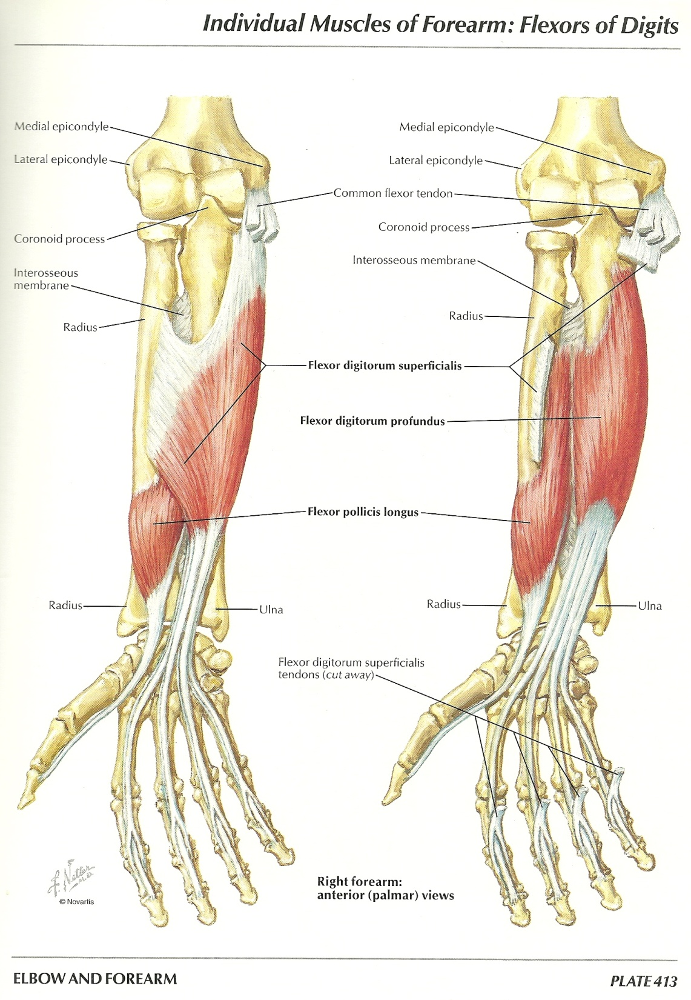 Individual Muscles of Forearm: Flexors of Digits
Medial epicondyle
Lateral epicondyle
Coronoid process
Interosseous
membrane
Radius
Medial epicondyle
Lateral epicondyle
Common flexor tendon
Coronoid process
Interosseous membrane
Radius
Flexor digitorum superficialis
Flexor digitorum profundus
Flexor pollicis longus
Radius
Ulna
Radius
Ulna
Flexor digitorum superficialis
tendons (cut away)
F. Netter
M.D.
© Novartis
Right forearm:
anterior (palmar) views
ELBOW AND FOREARM
PLATE 413